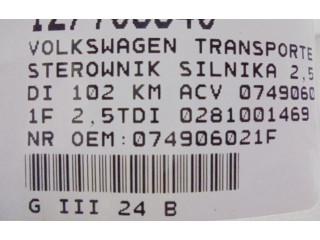 VOLKSWAGEN TRANSPORTE
STEROWNIK SILNIKA 2,5
DI 102 KM ACV 0749060
1F 2,5TDI 0281001469
NR OEM:074906021F
G III 24 B